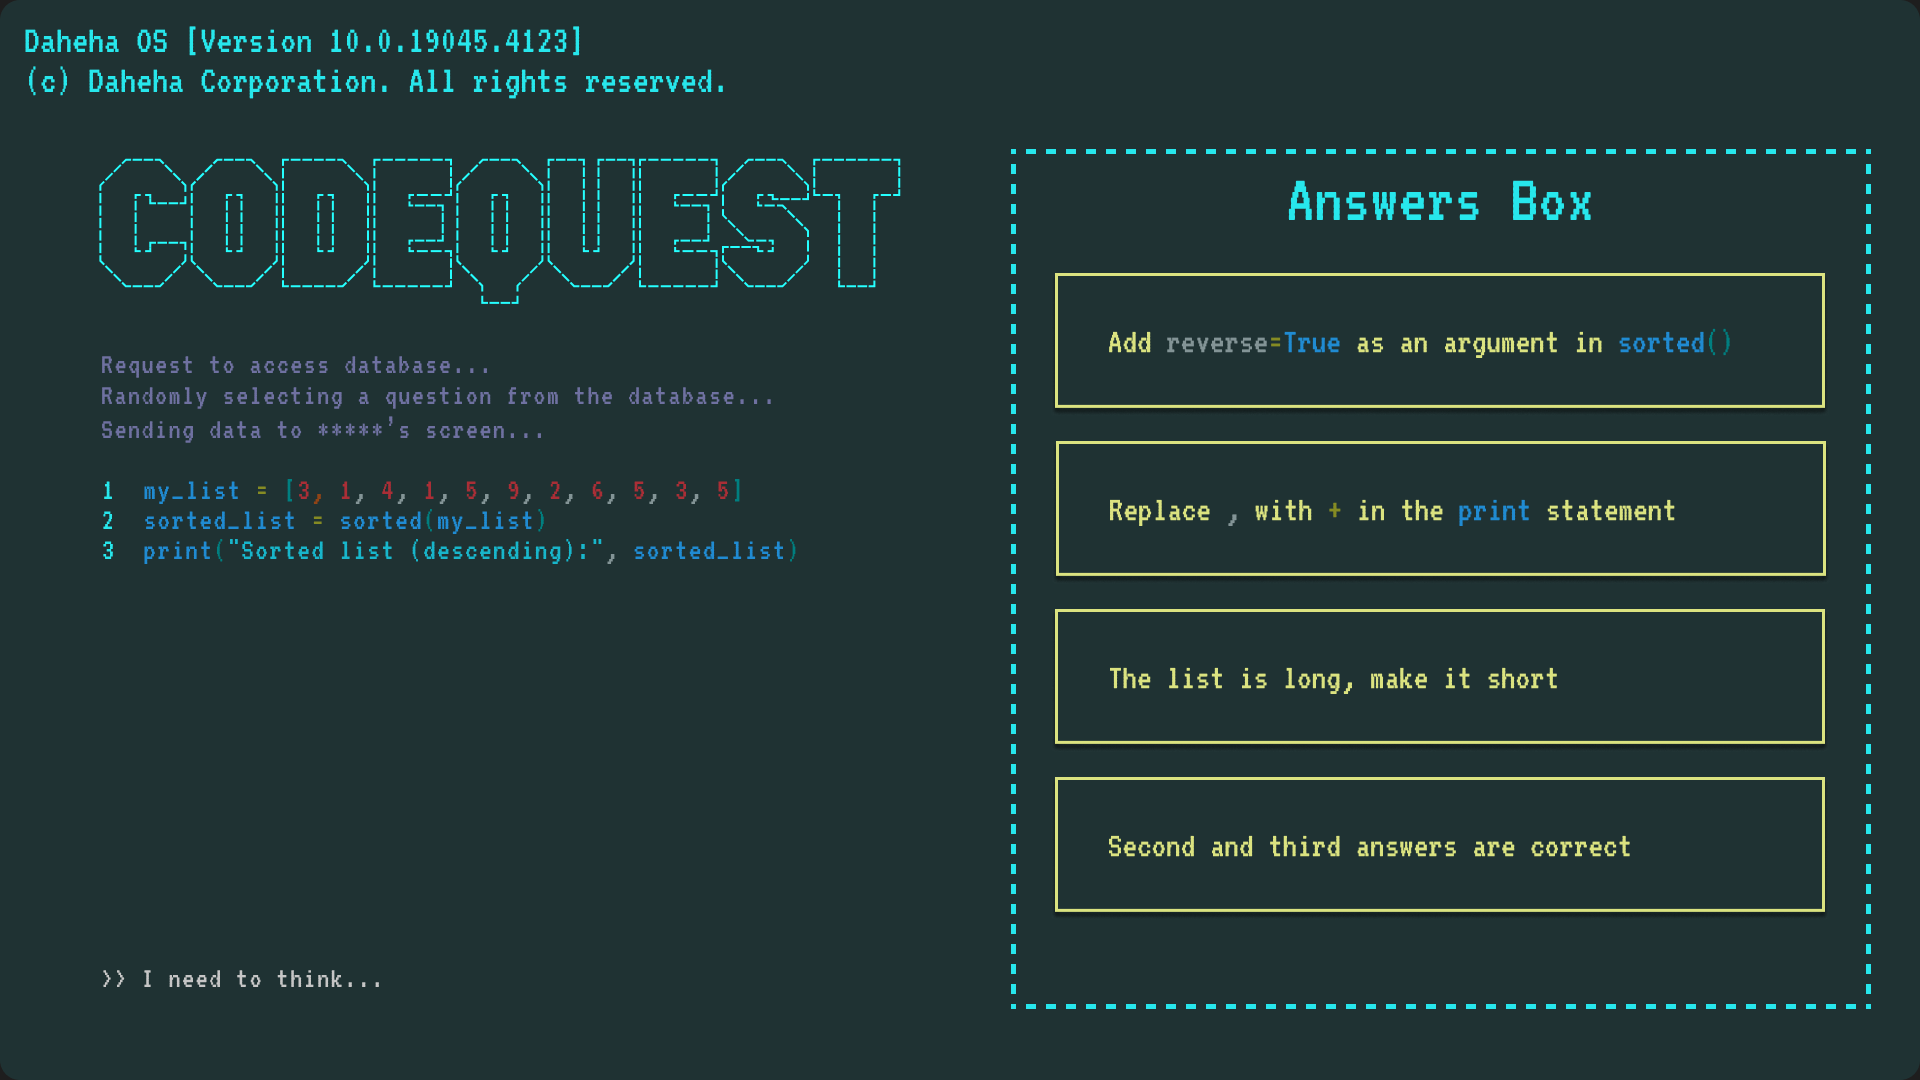 Daheha OS [Version 10.0.19045.4123]
(c) Daheha Corporation. All rights reserved.
CODEQUEST
Request to access database...
Randomly selecting a question from the database...
Sending data to *****'s screen...
1 my_list = [3, 1, 4, 1, 5, 9, 2, 6, 5, 3, 5]
2 sorted_list = sorted(my_list)
3 print("Sorted list (descending):", sorted_list)
>> I need to think...
Answers Box
Add reverse=True as an argument in sorted()
Replace , with + in the print statement
The list is long, make it short
Second and third answers are correct